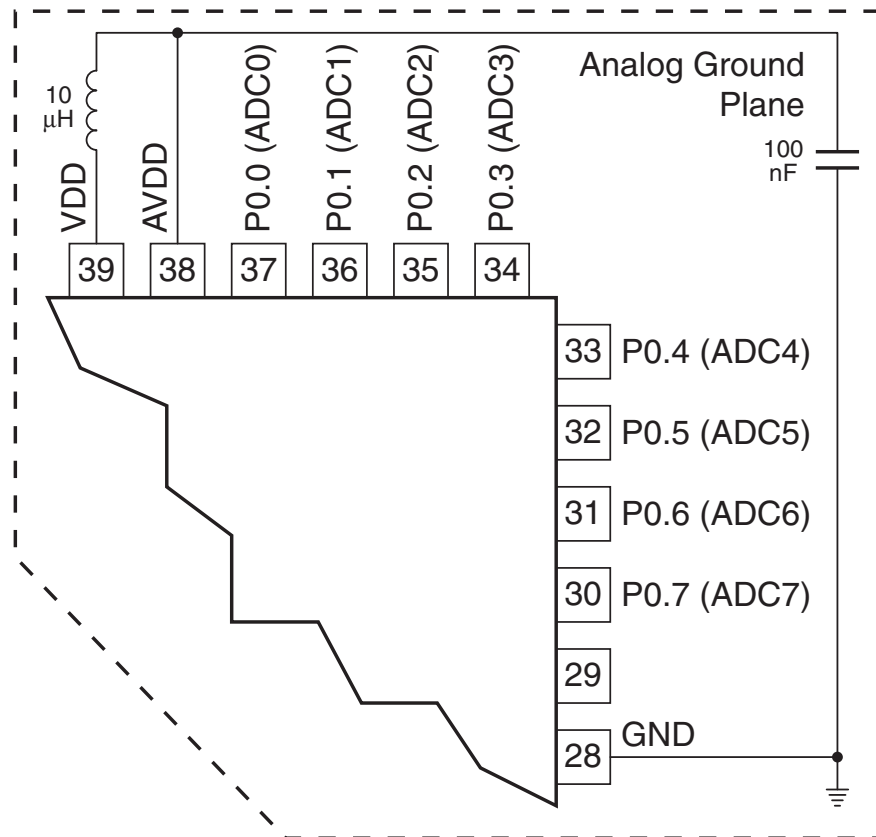 Analog Ground
Plane
10
μH
VDD
AVDD
P0.0 (ADC0)
P0.1 (ADC1)
P0.2 (ADC2)
P0.3 (ADC3)
100
nF
39
38
37
36
35
34
33 P0.4 (ADC4)
32 P0.5 (ADC5)
31 P0.6 (ADC6)
30 P0.7 (ADC7)
29
28 GND